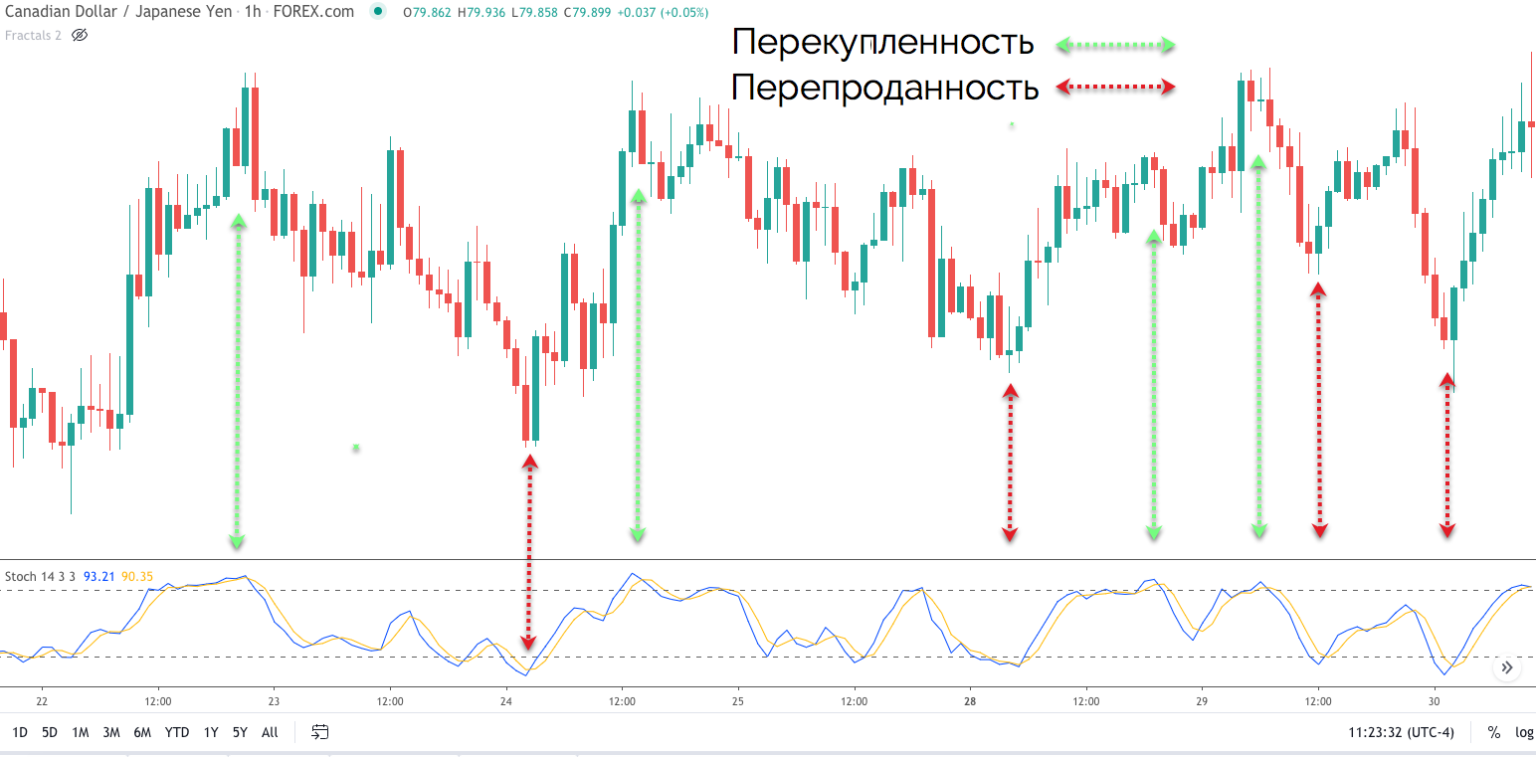 Canadian Dollar / Japanese Yen · 1h · FOREX.com O79.862 H79.936 L79.858 C79.899 +0.037 (+0.05%)
Fractals 2
Перекупленность
Перепроданность
Stoch 14 3 3 93.21 90.35
22 12:00 23 12:00 24 12:00 25 12:00 28 12:00 29 12:00 30
1D 5D 1M 3M 6M YTD 1Y 5Y All 11:23:32 (UTC-4) % log